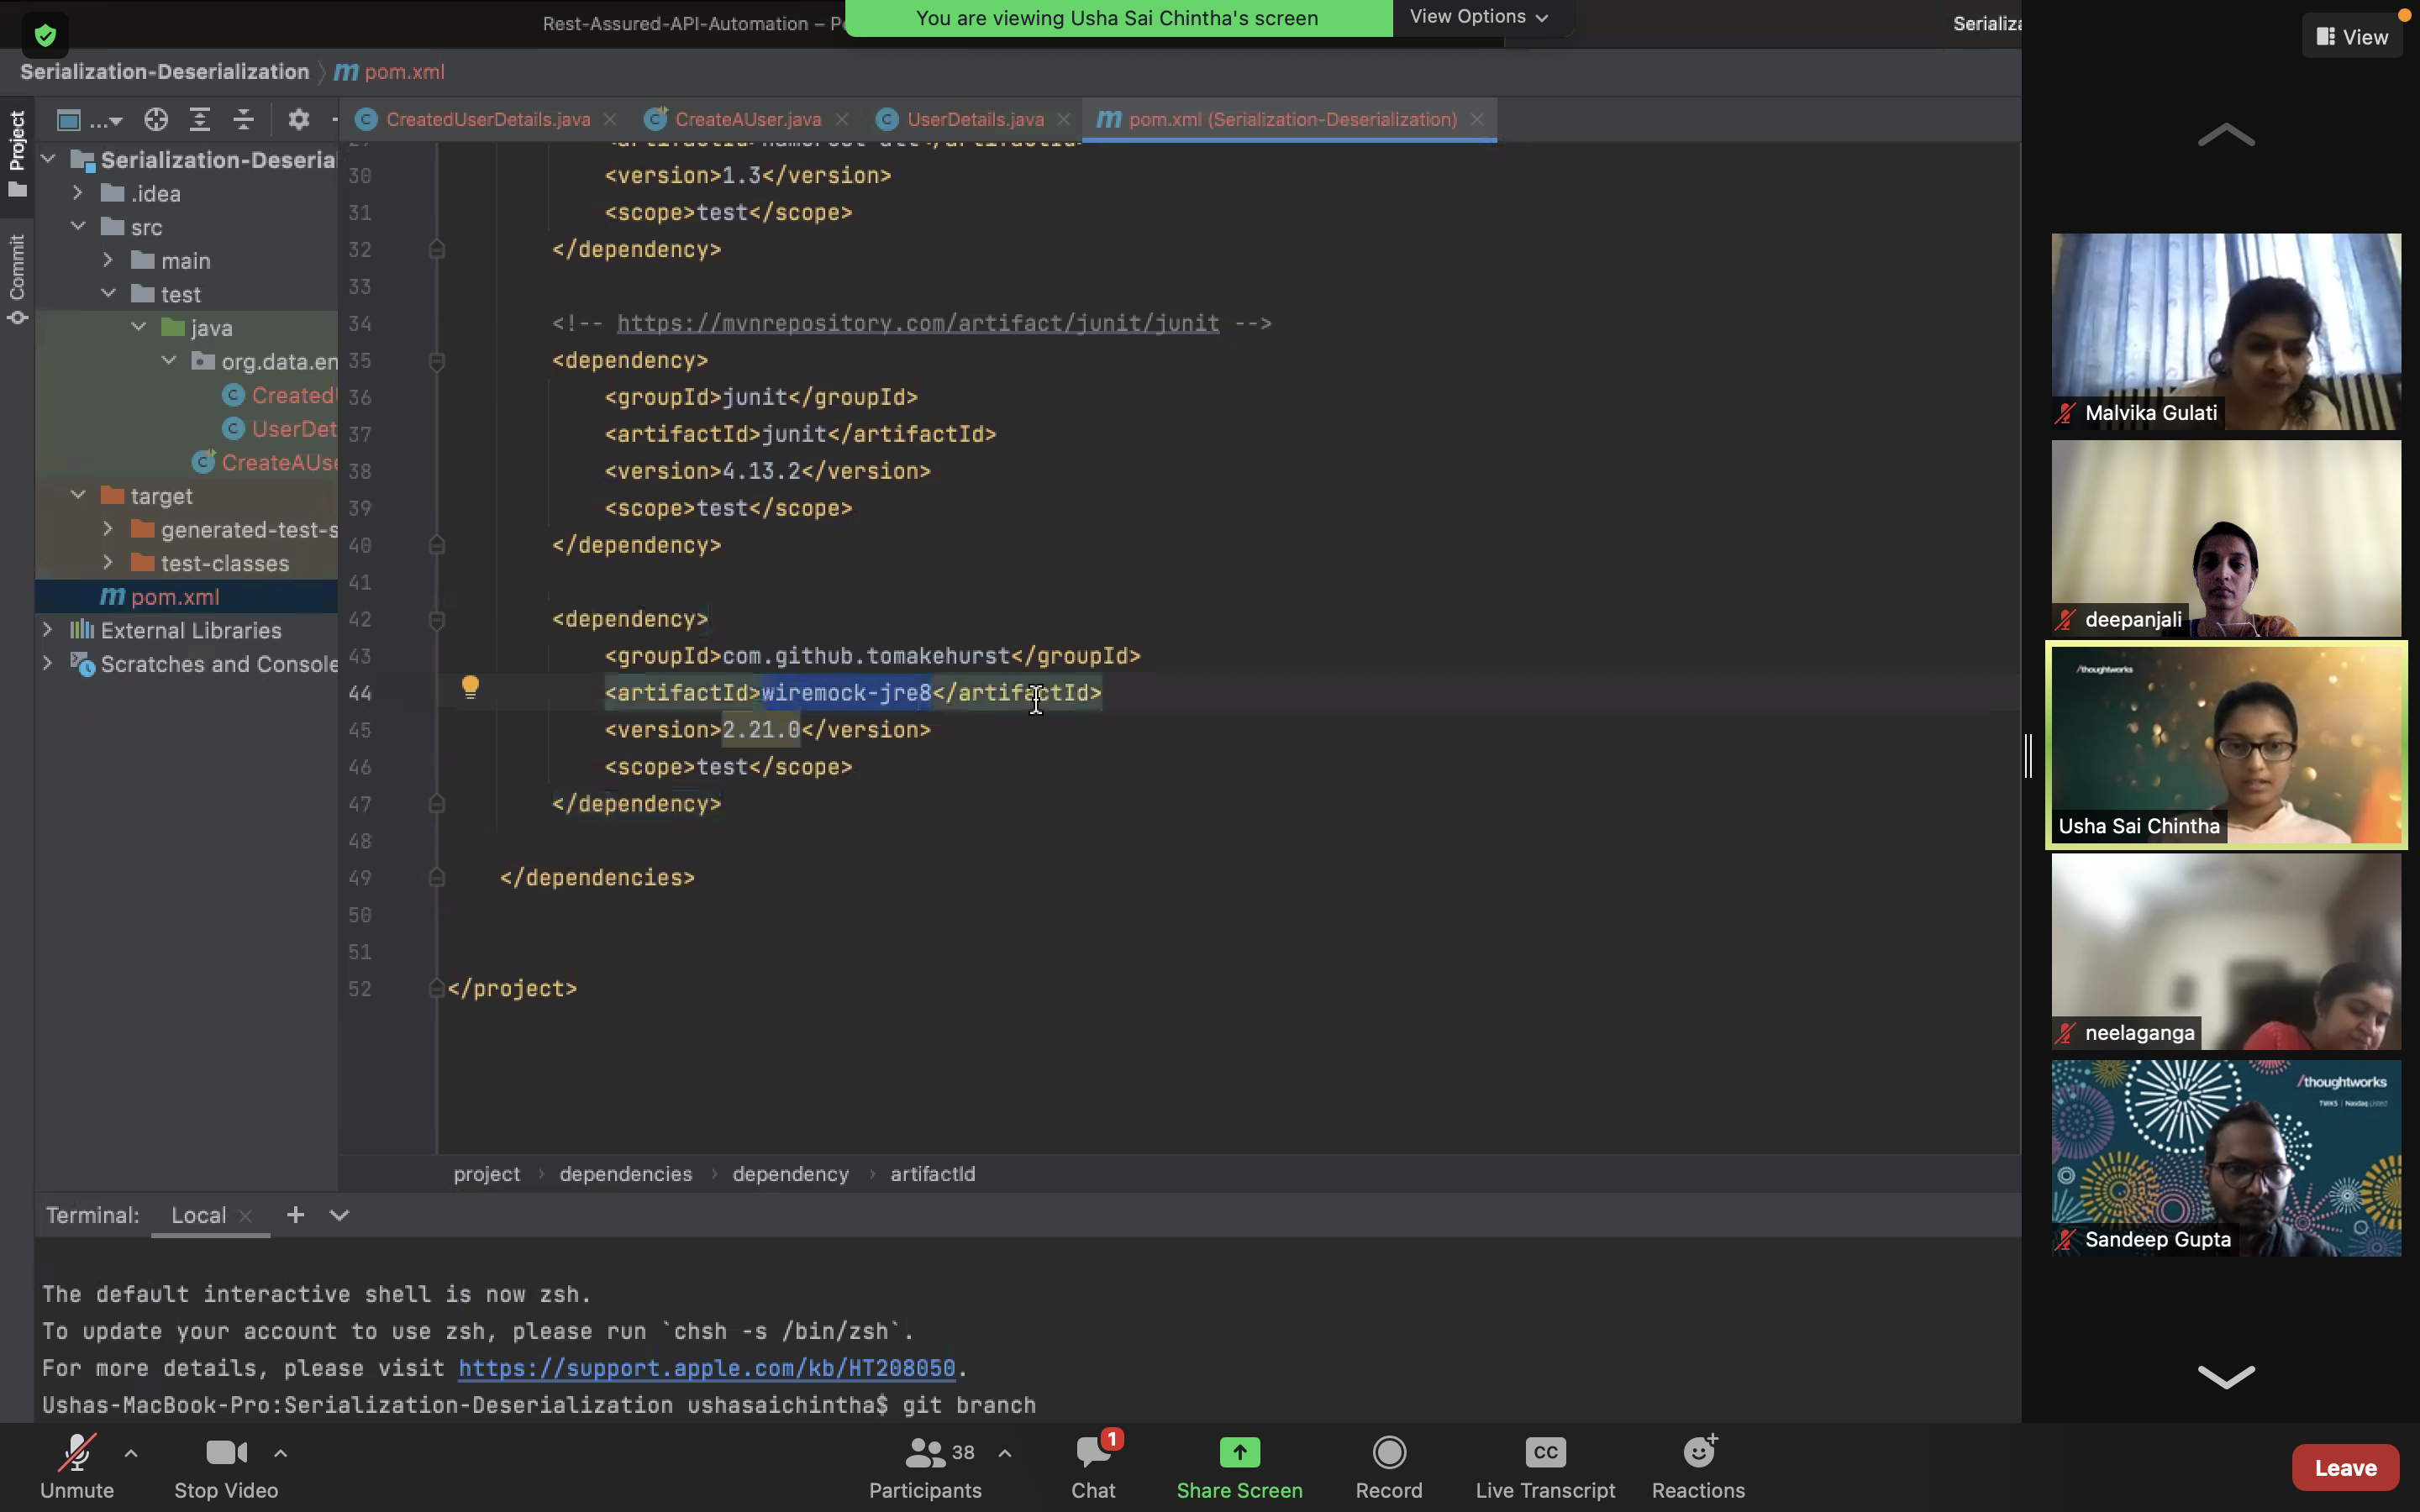 Rest-Assured-API-Automation – P
You are viewing Usha Sai Chintha's screen
View Options
Serializa
View
Serialization-Deserialization
pom.xml
Project
Commit
...
CreatedUserDetails.java
CreateAUser.java
UserDetails.java
pom.xml (Serialization-Deserialization)
Serialization-Deseria
.idea
src
main
test
java
org.data.en
Created
UserDet
CreateAUse
target
generated-test-s
test-classes
pom.xml
External Libraries
Scratches and Console
30 <version>1.3</version>
31 <scope>test</scope>
32 </dependency>
33
34 <!-- https://mvnrepository.com/artifact/junit/junit -->
35 <dependency>
36 <groupId>junit</groupId>
37 <artifactId>junit</artifactId>
38 <version>4.13.2</version>
39 <scope>test</scope>
40 </dependency>
41
42 <dependency>
43 <groupId>com.github.tomakehurst</groupId>
44 <artifactId>wiremock-jre8</artifactId>
45 <version>2.21.0</version>
46 <scope>test</scope>
47 </dependency>
48
49 </dependencies>
50
51
52 </project>
project › dependencies › dependency › artifactId
Terminal: Local
The default interactive shell is now zsh.
To update your account to use zsh, please run `chsh -s /bin/zsh`.
For more details, please visit https://support.apple.com/kb/HT208050.
Ushas-MacBook-Pro:Serialization-Deserialization ushasaichintha$ git branch
Malvika Gulati
deepanjali
/thoughtworks
Usha Sai Chintha
neelaganga
/thoughtworks
TWKS | Nasdaq Listed
Sandeep Gupta
Unmute
Stop Video
38
Participants
1
Chat
Share Screen
Record
CC
Live Transcript
Reactions
Leave